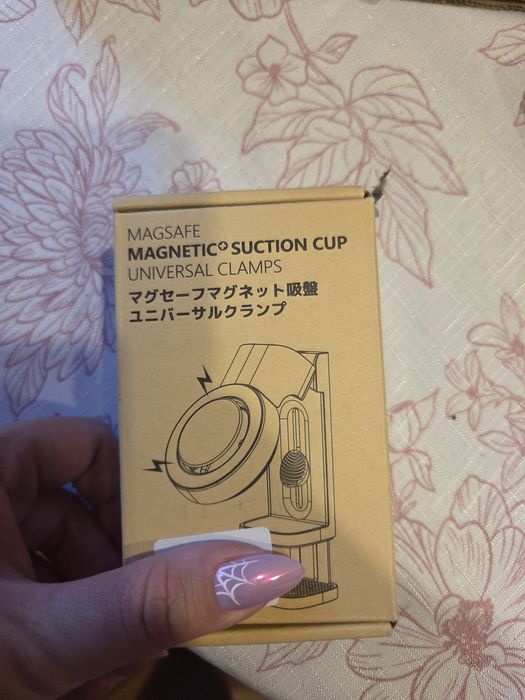 MAGSAFE
MAGNETIC+ SUCTION CUP
UNIVERSAL CLAMPS
マグセーフマグネット吸盤
ユニバーサルクランプ